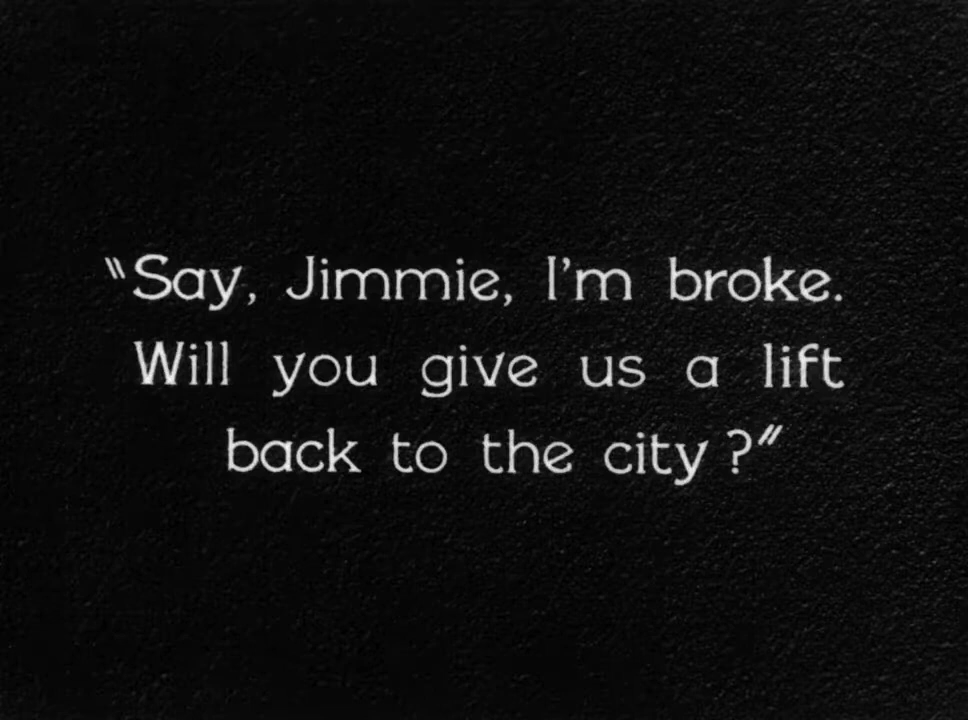 "Say, Jimmie, I'm broke.
Will you give us a lift
back to the city?"